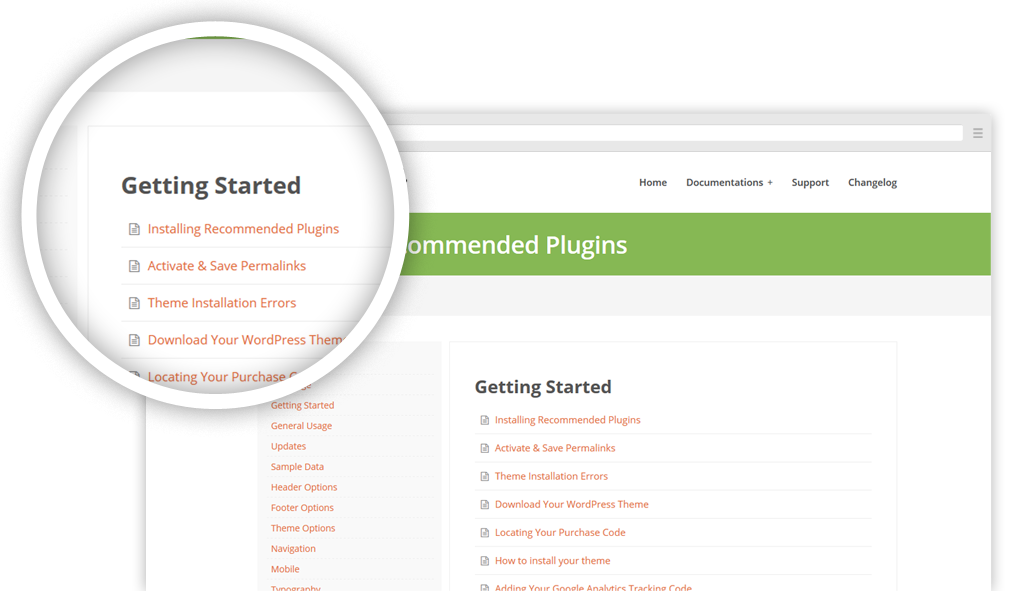 Getting Started
Installing Recommended Plugins
Activate & Save Permalinks
Theme Installation Errors
Download Your WordPress Them
Locating Your Purchase
Home
Documentations +
Support
Changelog
ommended Plugins
Getting Started
General Usage
Updates
Sample Data
Header Options
Footer Options
Theme Options
Navigation
Mobile
Typography
Getting Started
Installing Recommended Plugins
Activate & Save Permalinks
Theme Installation Errors
Download Your WordPress Theme
Locating Your Purchase Code
How to install your theme
Adding Your Google Analytics Tracking Code